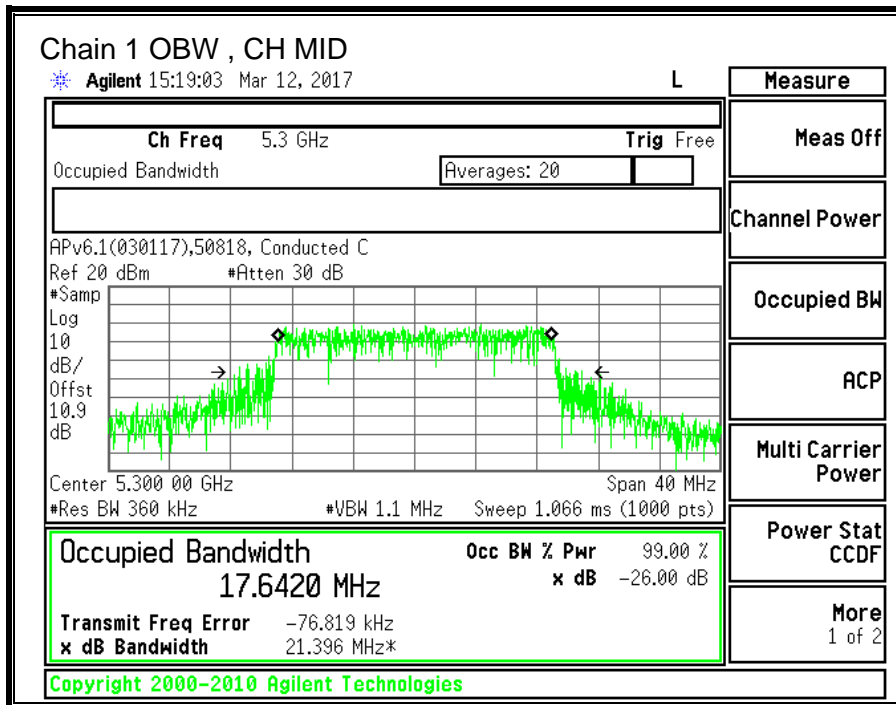 Chain 1 OBW , CH MID
Agilent 15:19:03 Mar 12, 2017 L
Measure
Ch Freq 5.3 GHz Trig Free
Occupied Bandwidth Averages: 20
APv6.1(030117),50818, Conducted C
Ref 20 dBm #Atten 30 dB
#Samp
Log
10
dB/
Offst
10.9
dB
Center 5.300 00 GHz Span 40 MHz
#Res BW 360 kHz #VBW 1.1 MHz Sweep 1.066 ms (1000 pts)
Occupied Bandwidth Occ BW % Pwr 99.00 %
17.6420 MHz x dB -26.00 dB
Transmit Freq Error -76.819 kHz
x dB Bandwidth 21.396 MHz*
Copyright 2000-2010 Agilent Technologies
Meas Off
Channel Power
Occupied BW
ACP
Multi Carrier
Power
Power Stat
CCDF
More
1 of 2